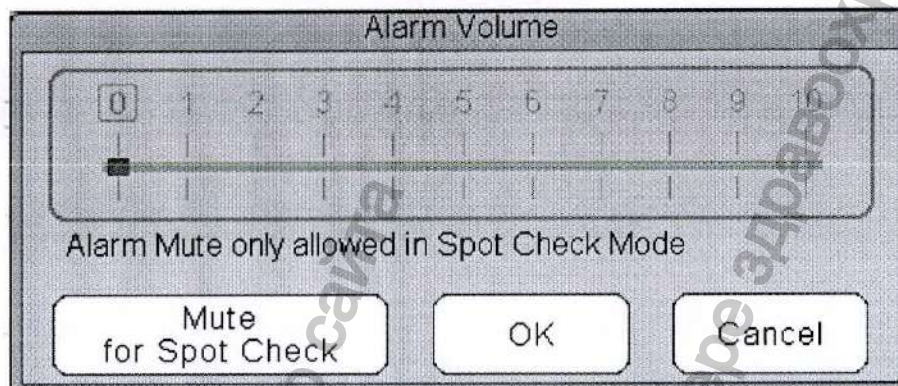 Alarm Volume
0 1 2 3 4 5 6 7 8 9 10
Alarm Mute only allowed in Spot Check Mode
Mute
for Spot Check
OK
Cancel
сайта